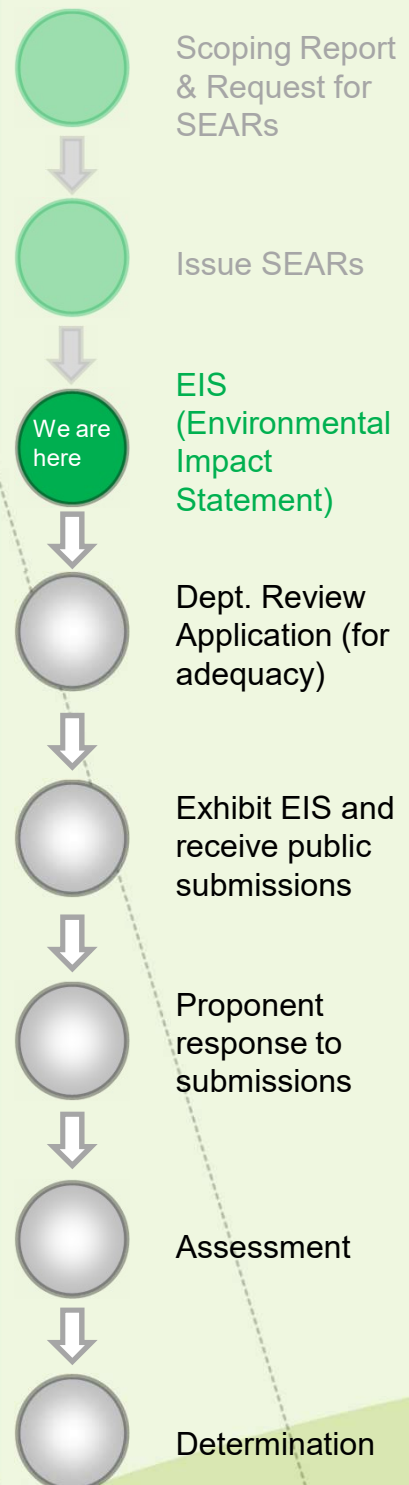 Scoping Report
& Request for
SEARs
Issue SEARs
We are
here
EIS
(Environmental
Impact
Statement)
Dept. Review
Application (for
adequacy)
Exhibit EIS and
receive public
submissions
Proponent
response to
submissions
Assessment
Determination